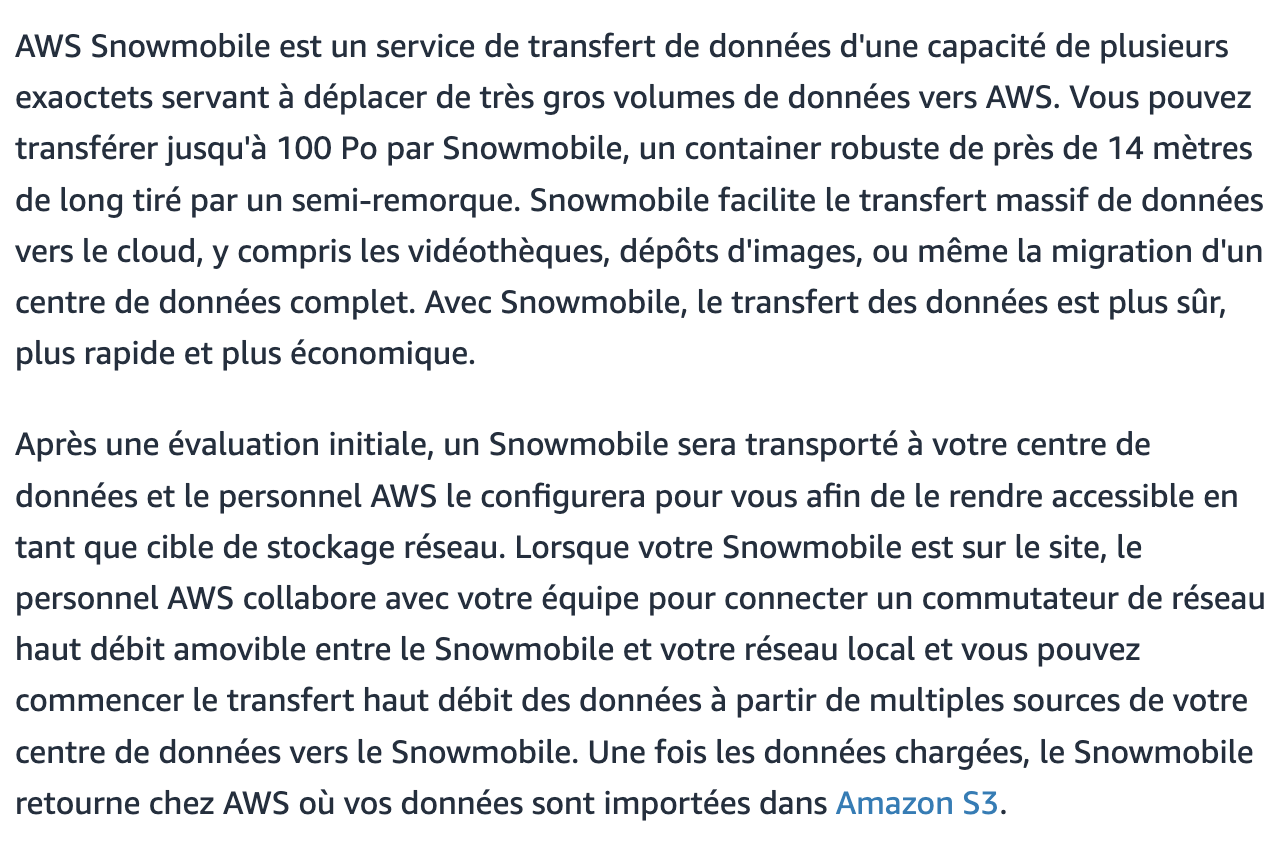 AWS Snowmobile est un service de transfert de données d'une capacité de plusieurs
exaoctets servant à déplacer de très gros volumes de données vers AWS. Vous pouvez
transférer jusqu'à 100 Po par Snowmobile, un container robuste de près de 14 mètres
de long tiré par un semi-remorque. Snowmobile facilite le transfert massif de données
vers le cloud, y compris les vidéothèques, dépôts d'images, ou même la migration d'un
centre de données complet. Avec Snowmobile, le transfert des données est plus sûr,
plus rapide et plus économique.
Après une évaluation initiale, un Snowmobile sera transporté à votre centre de
données et le personnel AWS le configurera pour vous afin de le rendre accessible en
tant que cible de stockage réseau. Lorsque votre Snowmobile est sur le site, le
personnel AWS collabore avec votre équipe pour connecter un commutateur de réseau
haut débit amovible entre le Snowmobile et votre réseau local et vous pouvez
commencer le transfert haut débit des données à partir de multiples sources de votre
centre de données vers le Snowmobile. Une fois les données chargées, le Snowmobile
retourne chez AWS où vos données sont importées dans Amazon S3.